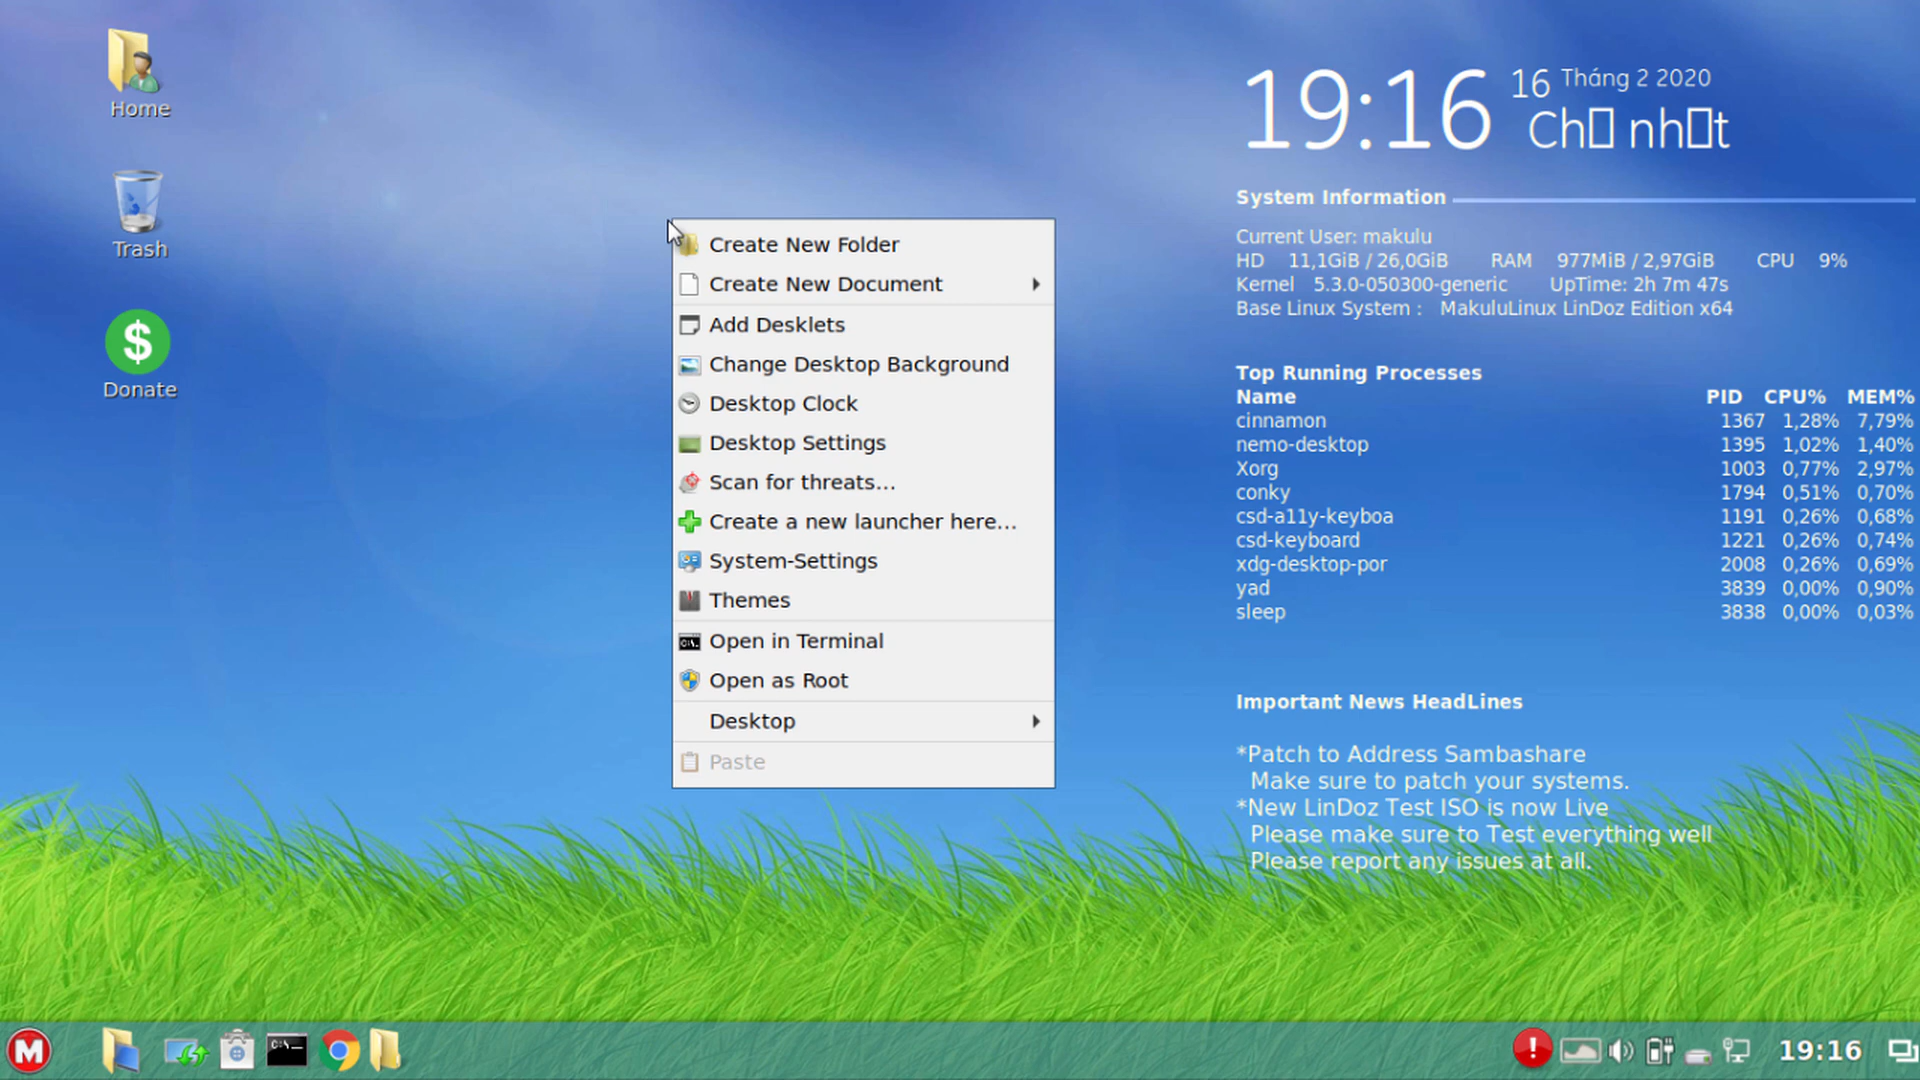 Home
Trash
Donate
Create New Folder
Create New Document
Add Desklets
Change Desktop Background
Desktop Clock
Desktop Settings
Scan for threats...
Create a new launcher here...
System-Settings
Themes
Open in Terminal
Open as Root
Desktop
Paste
19:16 16 Tháng 2 2020
Ch□ nh□t
System Information
Current User: makulu
HD 11,1GiB / 26,0GiB RAM 977MiB / 2,97GiB CPU 9%
Kernel 5.3.0-050300-generic UpTime: 2h 7m 47s
Base Linux System : MakuluLinux LinDoz Edition x64
Top Running Processes
Name PID CPU% MEM%
cinnamon 1367 1,28% 7,79%
nemo-desktop 1395 1,02% 1,40%
Xorg 1003 0,77% 2,97%
conky 1794 0,51% 0,70%
csd-a11y-keyboa 1191 0,26% 0,68%
csd-keyboard 1221 0,26% 0,74%
xdg-desktop-por 2008 0,26% 0,69%
yad 3839 0,00% 0,90%
sleep 3838 0,00% 0,03%
Important News HeadLines
*Patch to Address Sambashare
Make sure to patch your systems.
*New LinDoz Test ISO is now Live
Please make sure to Test everything well
Please report any issues at all.
M
19:16